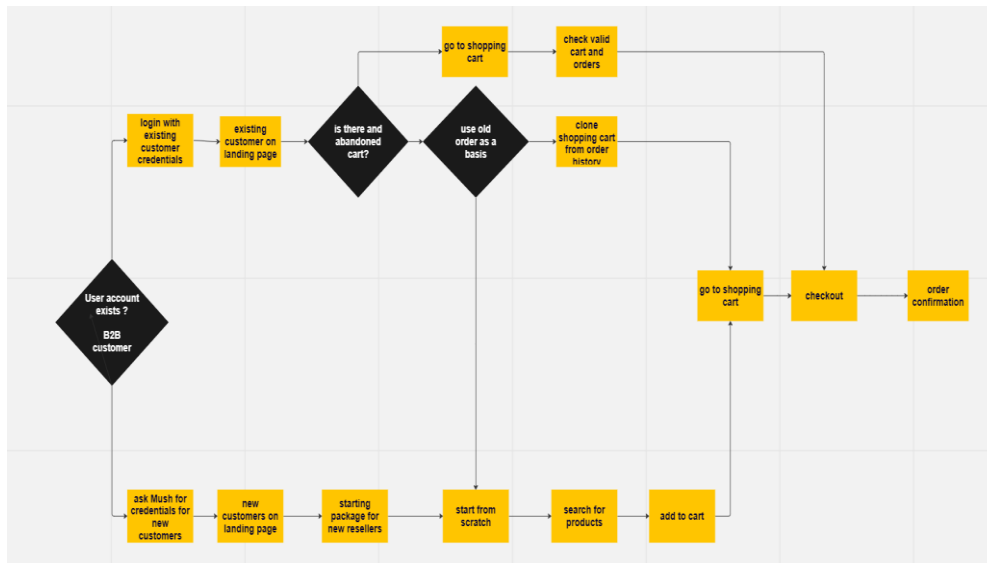 go to shopping
cart
check valid
cart and
orders
login with
existing
customer
credentials
existing
customer on
landing page
is there and
abandoned
cart?
use old
order as a
basis
clone
shopping cart
from order
history
User account
exists ?
B2B
customer
go to shopping
cart
checkout
order
confirmation
ask Mush for
credentials for
new
customers
new
customers on
landing page
starting
package for
new resellers
start from
scratch
search for
products
add to cart